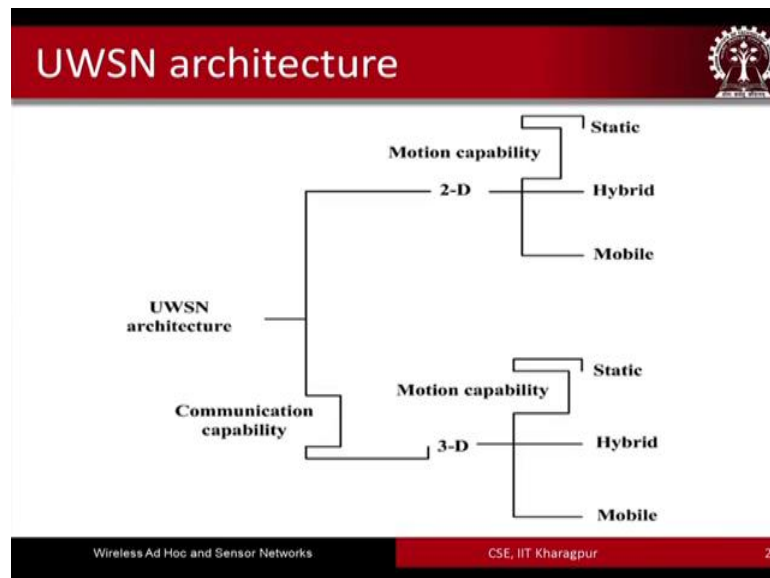 UWSN architecture
Static
Motion capability
2-D
Hybrid
Mobile
UWSN
architecture
Static
Motion capability
Communication
capability
3-D
Hybrid
Mobile
Wireless Ad Hoc and Sensor Networks
CSE, IIT Kharagpur
2